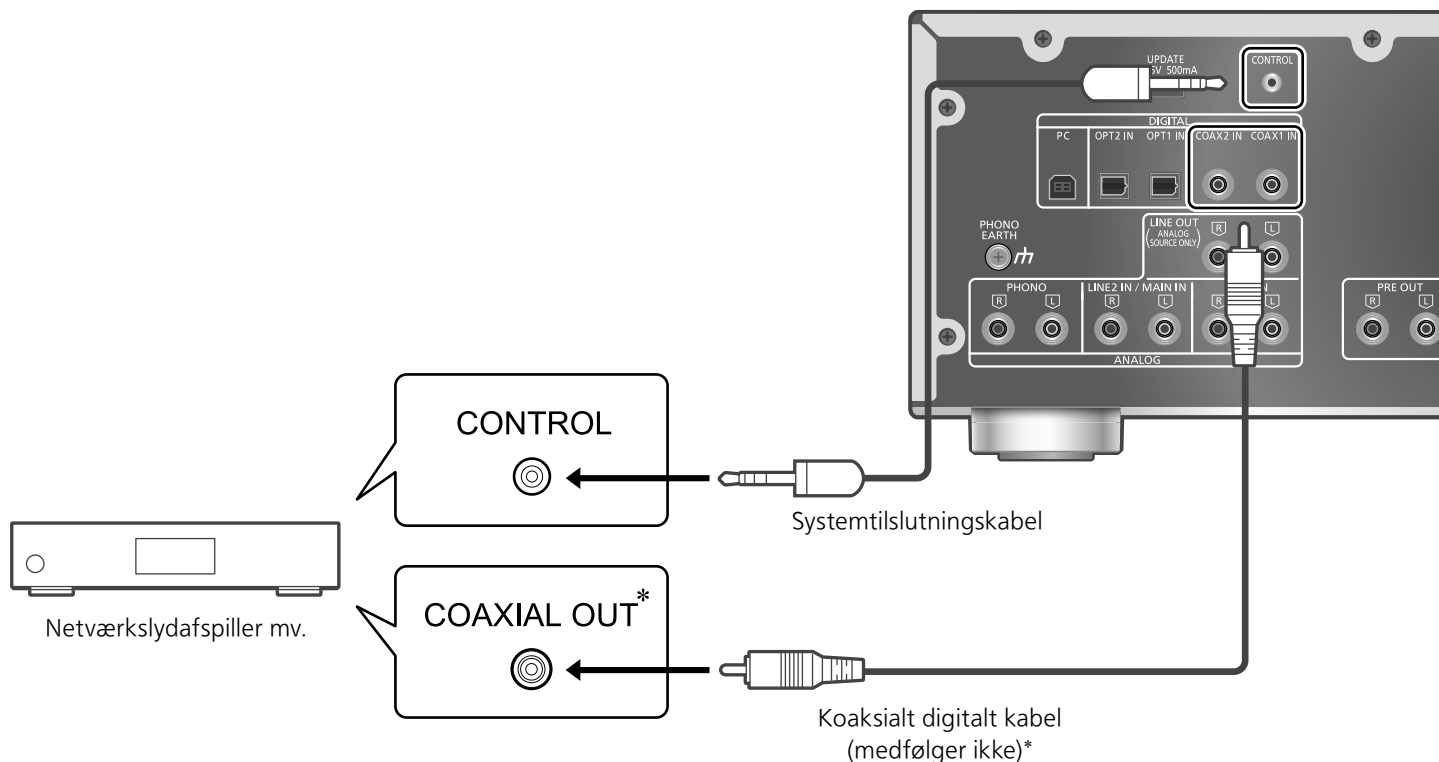 UPDATE
5V 500mA
CONTROL
DIGITAL
PC
OPT2 IN
OPT1 IN
COAX2 IN
COAX1 IN
PHONO
EARTH
LINE OUT
(ANALOG
SOURCE ONLY)
R
L
PHONO
LINE2 IN / MAIN IN
PRE OUT
R
L
R
L
R
L
R
L
ANALOG
CONTROL
Systemtilslutningskabel
COAXIAL OUT*
Netværkslydafspiller mv.
Koaksialt digitalt kabel
(medfølger ikke)*